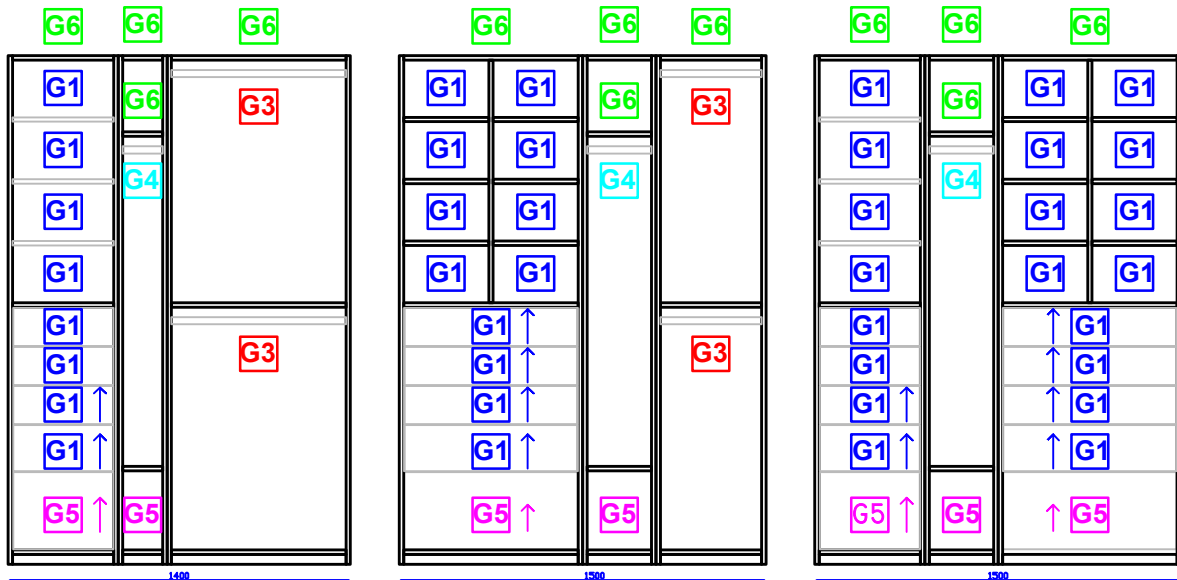 G6 G6 G6 G6 G6 G6 G6 G6 G6
G1 G6 G3 G1 G1 G6 G3 G1 G6 G1 G1
G1 G4 G1 G1 G4 G1 G4 G1 G1
G1 G1 G1 G1 G1 G1
G1 G1 G1 G1 G1 G1
G1 G1 G1 G1
G1 G3 G1 G3 G1 G1
G1 G1 G1 G1
G1 G1 G1 G1
G5 G5 G5 G5 G5 G5 G5
1400 1500 1500